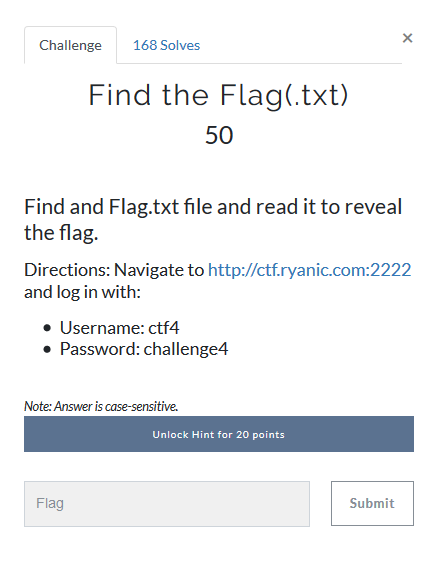 Challenge
168 Solves
×
Find the Flag(.txt)
50
Find and Flag.txt file and read it to reveal
the flag.
Directions: Navigate to http://ctf.ryanic.com:2222
and log in with:
• Username: ctf4
• Password: challenge4
Note: Answer is case-sensitive.
Unlock Hint for 20 points
Flag
Submit